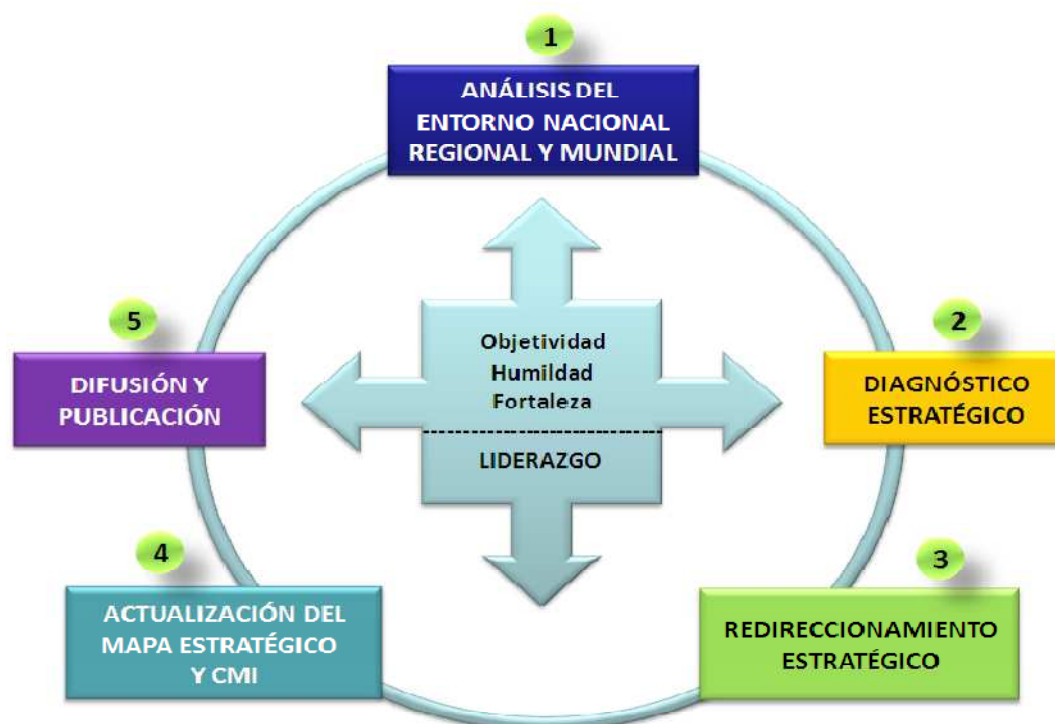 1
ANÁLISIS DEL
ENTORNO NACIONAL
REGIONAL Y MUNDIAL
2
DIAGNÓSTICO
ESTRATÉGICO
3
REDIRECCIONAMIENTO
ESTRATÉGICO
4
ACTUALIZACIÓN DEL
MAPA ESTRATÉGICO
Y CMI
5
DIFUSIÓN Y
PUBLICACIÓN
Objetividad
Humildad
Fortaleza
LIDERAZGO